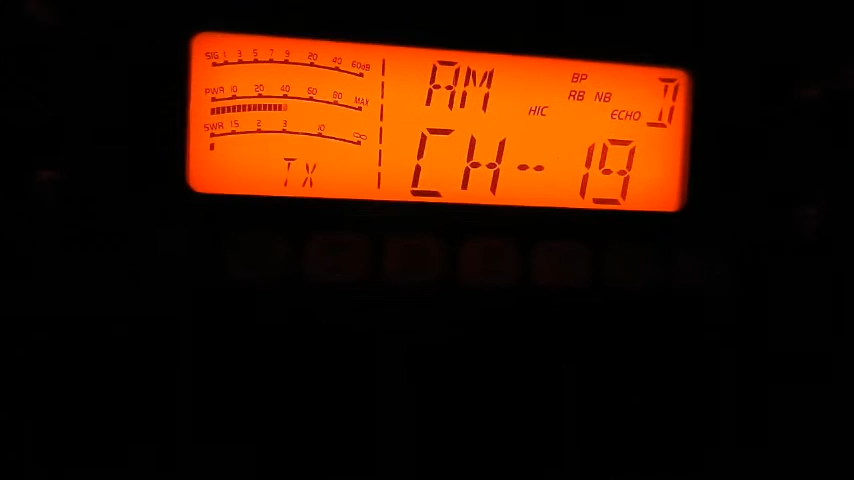 SIG 1 3 5 7 9 20 40 60dB
PWR 10 20 40 60 80 MAX
SWR 1.5 2 3 10 ∞
TX
AM
BP
RB NB
HIC ECHO
D
CH-19